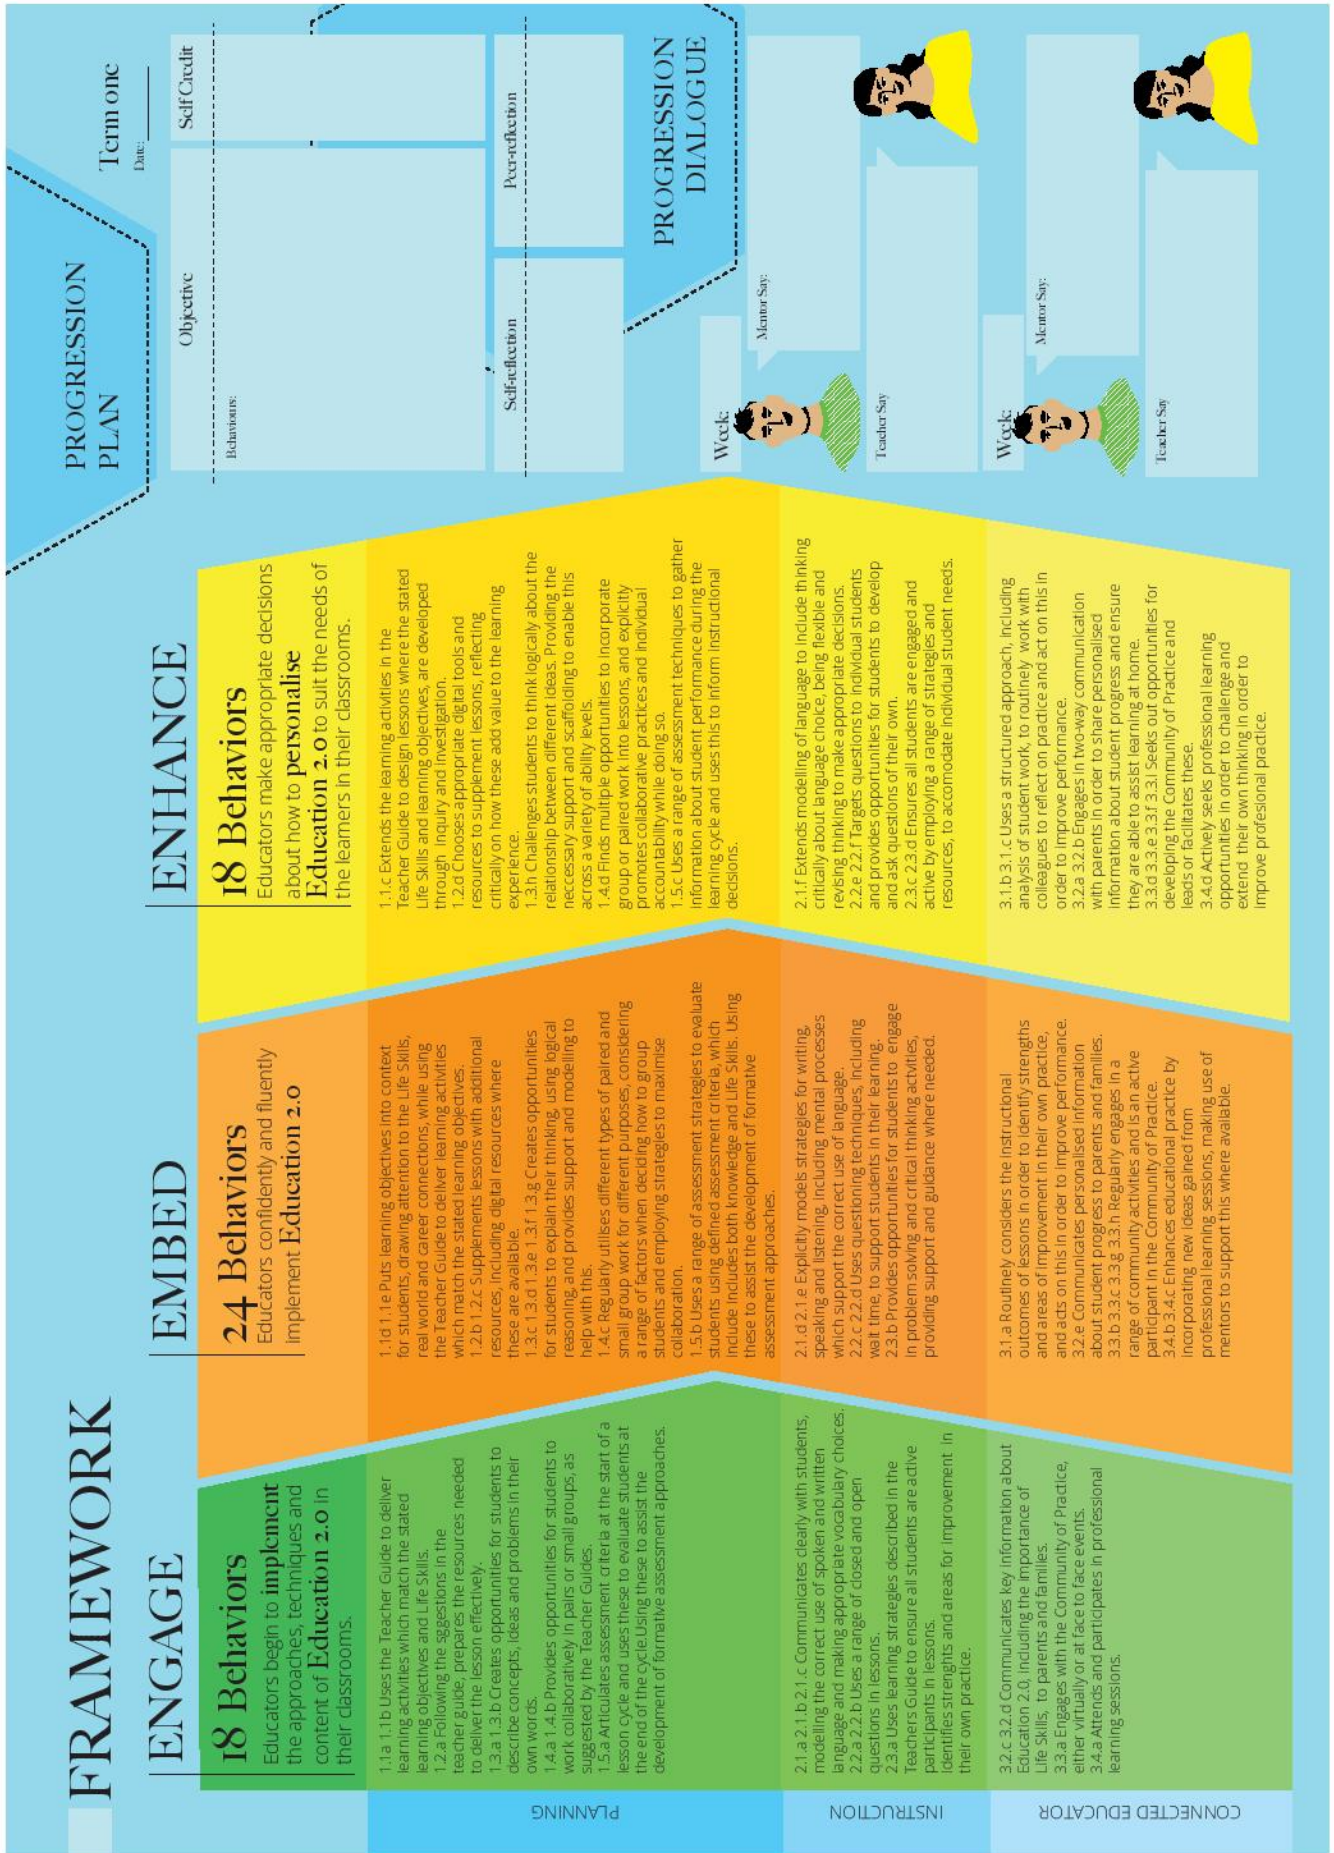 FRAMEWORK
ENGAGE
18 Behaviors
Educators begin to implement
the approaches, techniques and
content of Education 2.0 in
their classrooms.
PLANNING
1.1a 1.1b Uses the Teacher Guide to deliver
learning activities which match the stated
learning objectives and Life Skills.
1.2.a Following the sggestions in the
teacher guide, prepares the resources needed
to deliver the lesson effectively.
1.3.a 1.3.b Creates opportunities for students to
describe concepts, ideas and problems in their
own words.
1.4.a 1.4.b Provides opportunities for students to
work collaboratively in pairs or small groups, as
suggested by the Teacher Guides.
1.5.a Articulates assessment criteria at the start of a
lesson cycle and uses these to evaluate students at
the end of the cycle.Using these to assist the
development of formative assessment approaches.
INSTRUCTION
2.1.a 2.1.b 2.1.c Communicates clearly with students,
modelling the correct use of spoken and written
language and making appropriate vocabulary choices.
2.2.a 2.2.b Uses a range of closed and open
questions in lessons.
2.3.a Uses learning strategies described in the
Teachers Guide to ensure all students are active
participants in lessons.
Identifies strenghts and areas for improvement in
their own practice.
CONNECTED EDUCATOR
3.2.c 3.2.d Communicates key information about
Education 2.0, including the importance of
Life Skills, to parents and families.
3.3.a Engages with the Community of Practice,
either virtually or at face to face events.
3.4.a Attends and participates in professional
learning sessions.
EMBED
24 Behaviors
Educators confidently and fluently
implement Education 2.0
1.1d 1.1.e Puts learning objectives into context
for students, drawing attention to the Life Skills,
real world and career connections, while using
the Teacher Guide to deliver learning activities
which match the stated learning objectives.
1.2.b 1.2.c Supplements lessons with additional
resources, including digital resources where
these are available.
1.3.c 1.3.d 1.3.e 1.3.f 1.3.g Creates opportunities
for students to explain their thinking, using logical
reasoning, and provides support and modelling to
help with this.
1.4.c Regularly utilises different types of paired and
small group work for different purposes, considering
a range of factors when deciding how to group
students and employing strategies to maximise
collaboration.
1.5.b Uses a range of assessment strategies to evaluate
students using defined assessment criteria, which
include includes both knowledge and Life Skills. Using
these to assist the development of formative
assessment approaches.
2.1.d 2.1.e Explicitly models strategies for writing,
speaking and listening, including mental processes
which support the correct use of language.
2.2.c 2.2.d Uses questioning techniques, including
wait time, to support students in their learning.
2.3.b Provides opportunities for students to engage
in problem solving and critical thinking actvities,
providing support and guidance where needed.
3.1.a Routinely considers the instructional
outcomes of lessons in order to identify strengths
and areas of improvement in their own practice,
and acts on this in order to improve performance.
3.2.e Communicates personalised information
about student progress to parents and families.
3.3.b 3.3.c 3.3.g 3.3.h Regularly engages in a
range of community activities and is an active
participant in the Community of Practice.
3.4.b 3.4.c Enhances educational practice by
incorporating new ideas gained from
professional learning sessions, making use of
mentors to support this where available.
ENHANCE
18 Behaviors
Educators make appropriate decisions
about how to personalise
Education 2.0 to suit the needs of
the learners in their classrooms.
1.1.c Extends the learning activities in the
Teacher Guide to design lessons where the stated
Life Skills and learning objectives, are developed
through inquiry and investigation.
1.2.d Chooses appropriate digital tools and
resources to supplement lessons, reflecting
critically on how these add value to the learning
experience.
1.3.h Challenges students to think logically about the
relationship between different ideas. Providing the
neccessary support and scaffolding to enable this
across a variety of ability levels.
1.4.d Finds multiple opportunities to incorporate
group or paired work into lessons, and explicity
promotes collaborative practices and individual
accountability while doing so.
1.5.c Uses a range of assessment techniques to gather
information about student performance during the
learning cycle and uses this to inform instructional
decisions.
2.1.f Extends modelling of language to include thinking
critically about language choice, being flexible and
revising thinking to make appropriate decisions.
2.2.e 2.2.f Targets questions to individual students
and provides opportunities for students to develop
and ask questions of their own.
2.3.c 2.3.d Ensures all students are engaged and
active by employing a range of strategies and
resources, to accomodate individual student needs.
3.1.b 3.1.c Uses a structured approach, including
analysis of student work, to routinely work with
colleagues to reflect on practice and act on this in
order to improve performance.
3.2.a 3.2.b Engages in two-way communication
with parents in order to share personalised
information about student progress and ensure
they are able to assist learning at home.
3.3.d 3.3.e 3.3.f 3.3.i Seeks out opportunities for
developing the Community of Practice and
leads or facilitates these.
3.4.d Actively seeks professional learning
opportunities in order to challenge and
extend their own thinking in order to
improve profesional practice.
PROGRESSION
PLAN
Term one
Date:
Objective
Self Credit
Behaviours:
Self-reflection
Peer-reflection
PROGRESSION
DIALOGUE
Week:
Mentor Say:
Teacher Say
Week:
Mentor Say:
Teacher Say